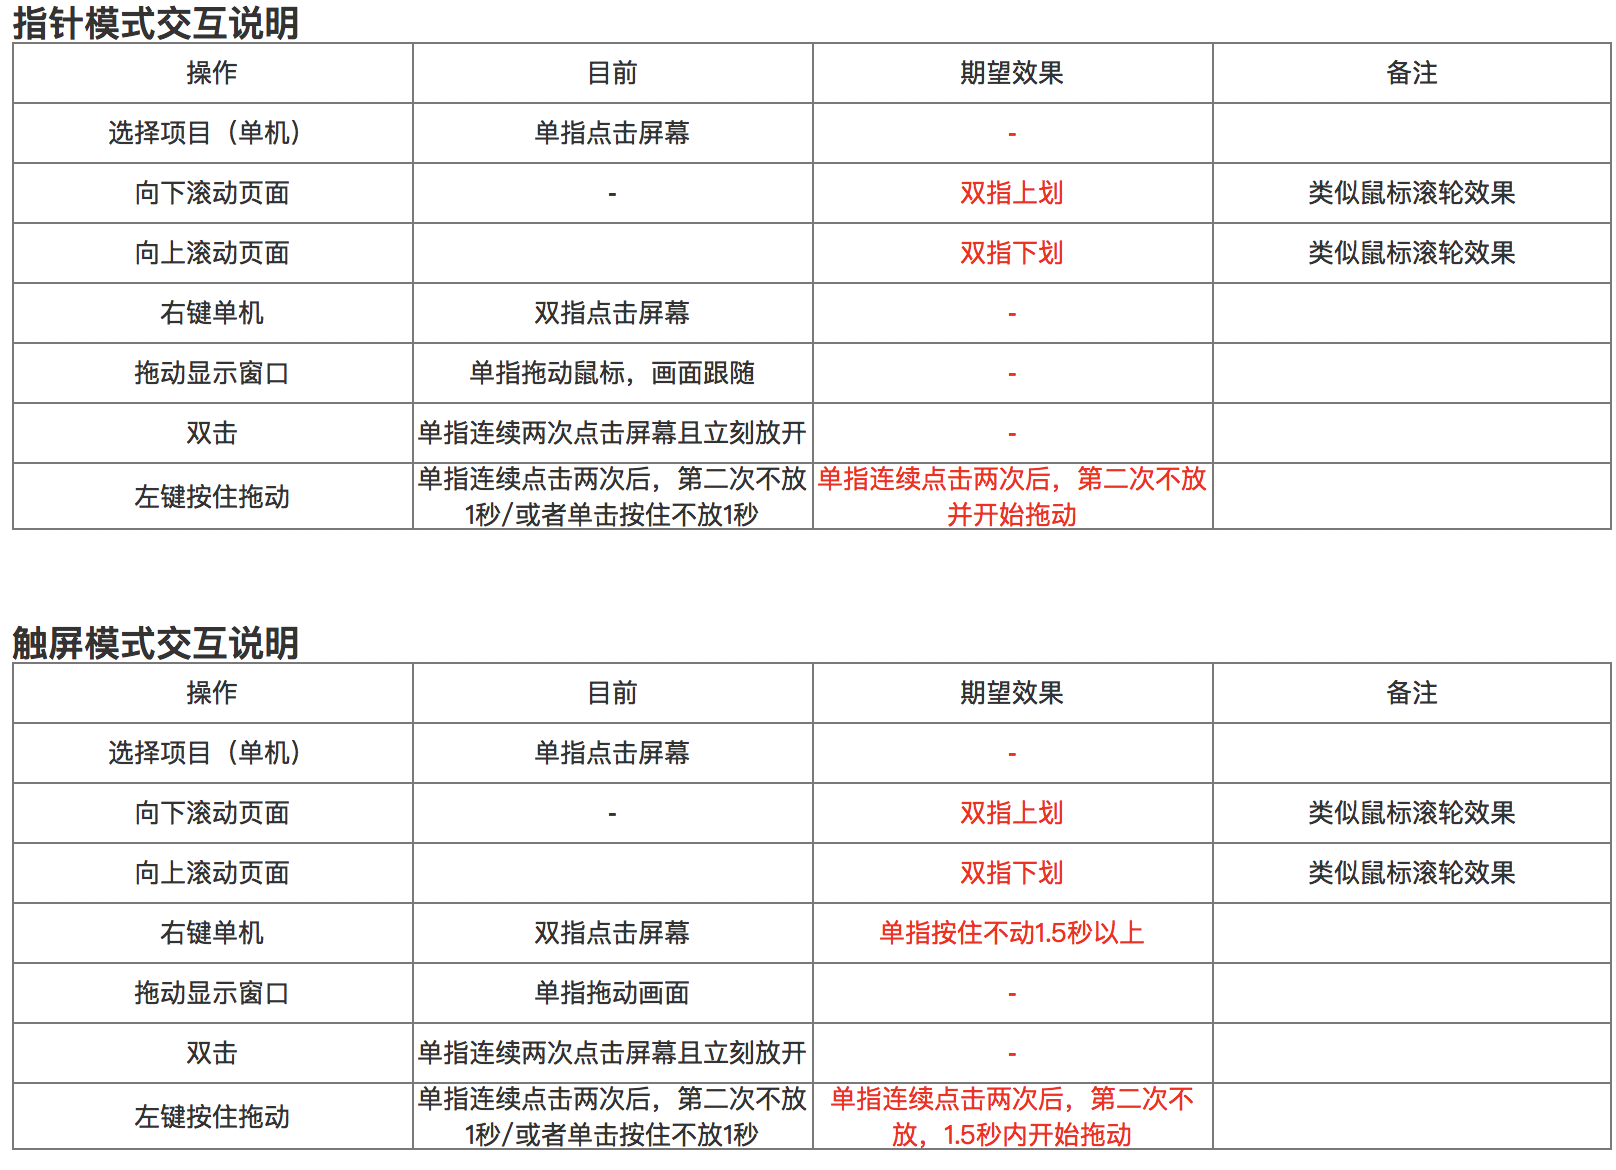 指针模式交互说明
操作 目前 期望效果 备注
选择项目（单机） 单指点击屏幕 -
向下滚动页面 - 双指上划 类似鼠标滚轮效果
向上滚动页面 双指下划 类似鼠标滚轮效果
右键单机 双指点击屏幕 -
拖动显示窗口 单指拖动鼠标，画面跟随 -
双击 单指连续两次点击屏幕且立刻放开 -
左键按住拖动
单指连续点击两次后，第二次不放
1秒/或者单击按住不放1秒
单指连续点击两次后，第二次不放
并开始拖动
触屏模式交互说明
操作 目前 期望效果 备注
选择项目（单机） 单指点击屏幕 -
向下滚动页面 - 双指上划 类似鼠标滚轮效果
向上滚动页面 双指下划 类似鼠标滚轮效果
右键单机 双指点击屏幕 单指按住不动1.5秒以上
拖动显示窗口 单指拖动画面 -
双击 单指连续两次点击屏幕且立刻放开 -
左键按住拖动
单指连续点击两次后，第二次不放
1秒/或者单击按住不放1秒
单指连续点击两次后，第二次不
放，1.5秒内开始拖动